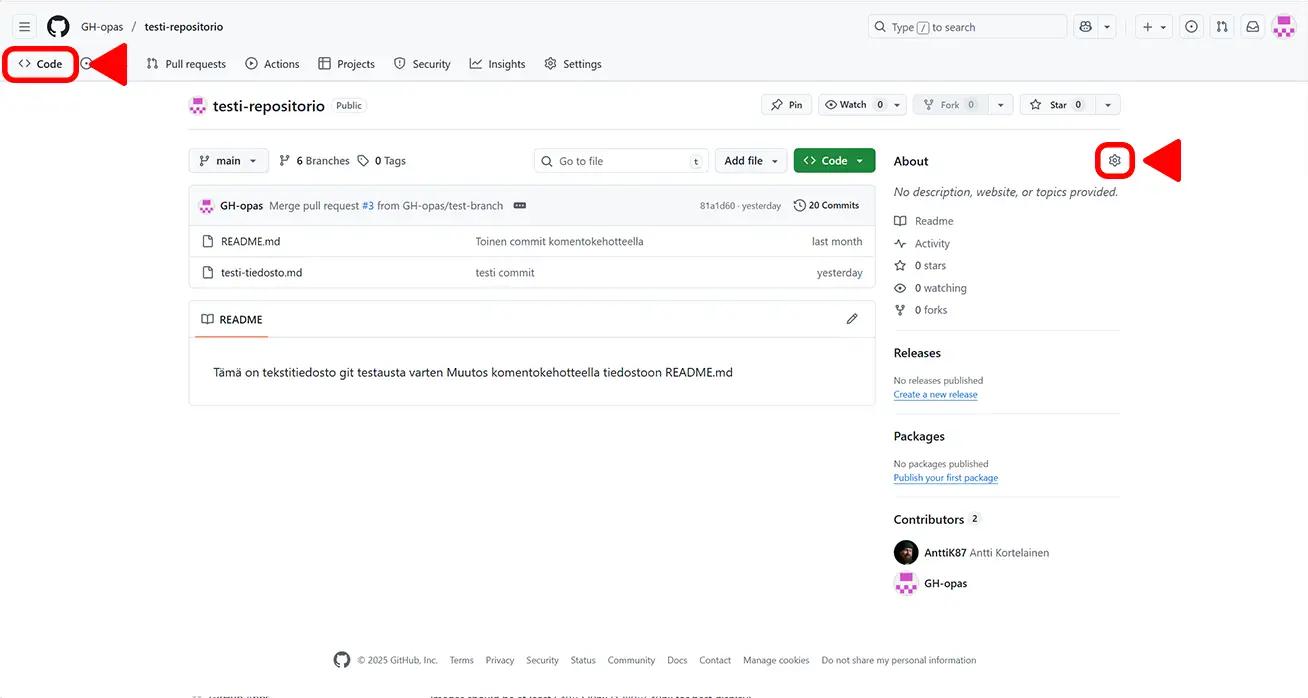 GH-opas / testi-repositorio
Type / to search
Code
Pull requests
Actions
Projects
Security
Insights
Settings
testi-repositorio Public
Pin
Watch 0
Fork 0
Star 0
main
6 Branches
0 Tags
Go to file t
Add file
Code
GH-opas Merge pull request #3 from GH-opas/test-branch
81a1d60 · yesterday
20 Commits
README.md Toinen commit komentokehotteella last month
testi-tiedosto.md testi commit yesterday
README
Tämä on tekstitiedosto git testausta varten Muutos komentokehotteella tiedostoon README.md
About
No description, website, or topics provided.
Readme
Activity
0 stars
0 watching
0 forks
Releases
No releases published
Create a new release
Packages
No packages published
Publish your first package
Contributors 2
AnttiK87 Antti Kortelainen
GH-opas
© 2025 GitHub, Inc. Terms Privacy Security Status Community Docs Contact Manage cookies Do not share my personal information